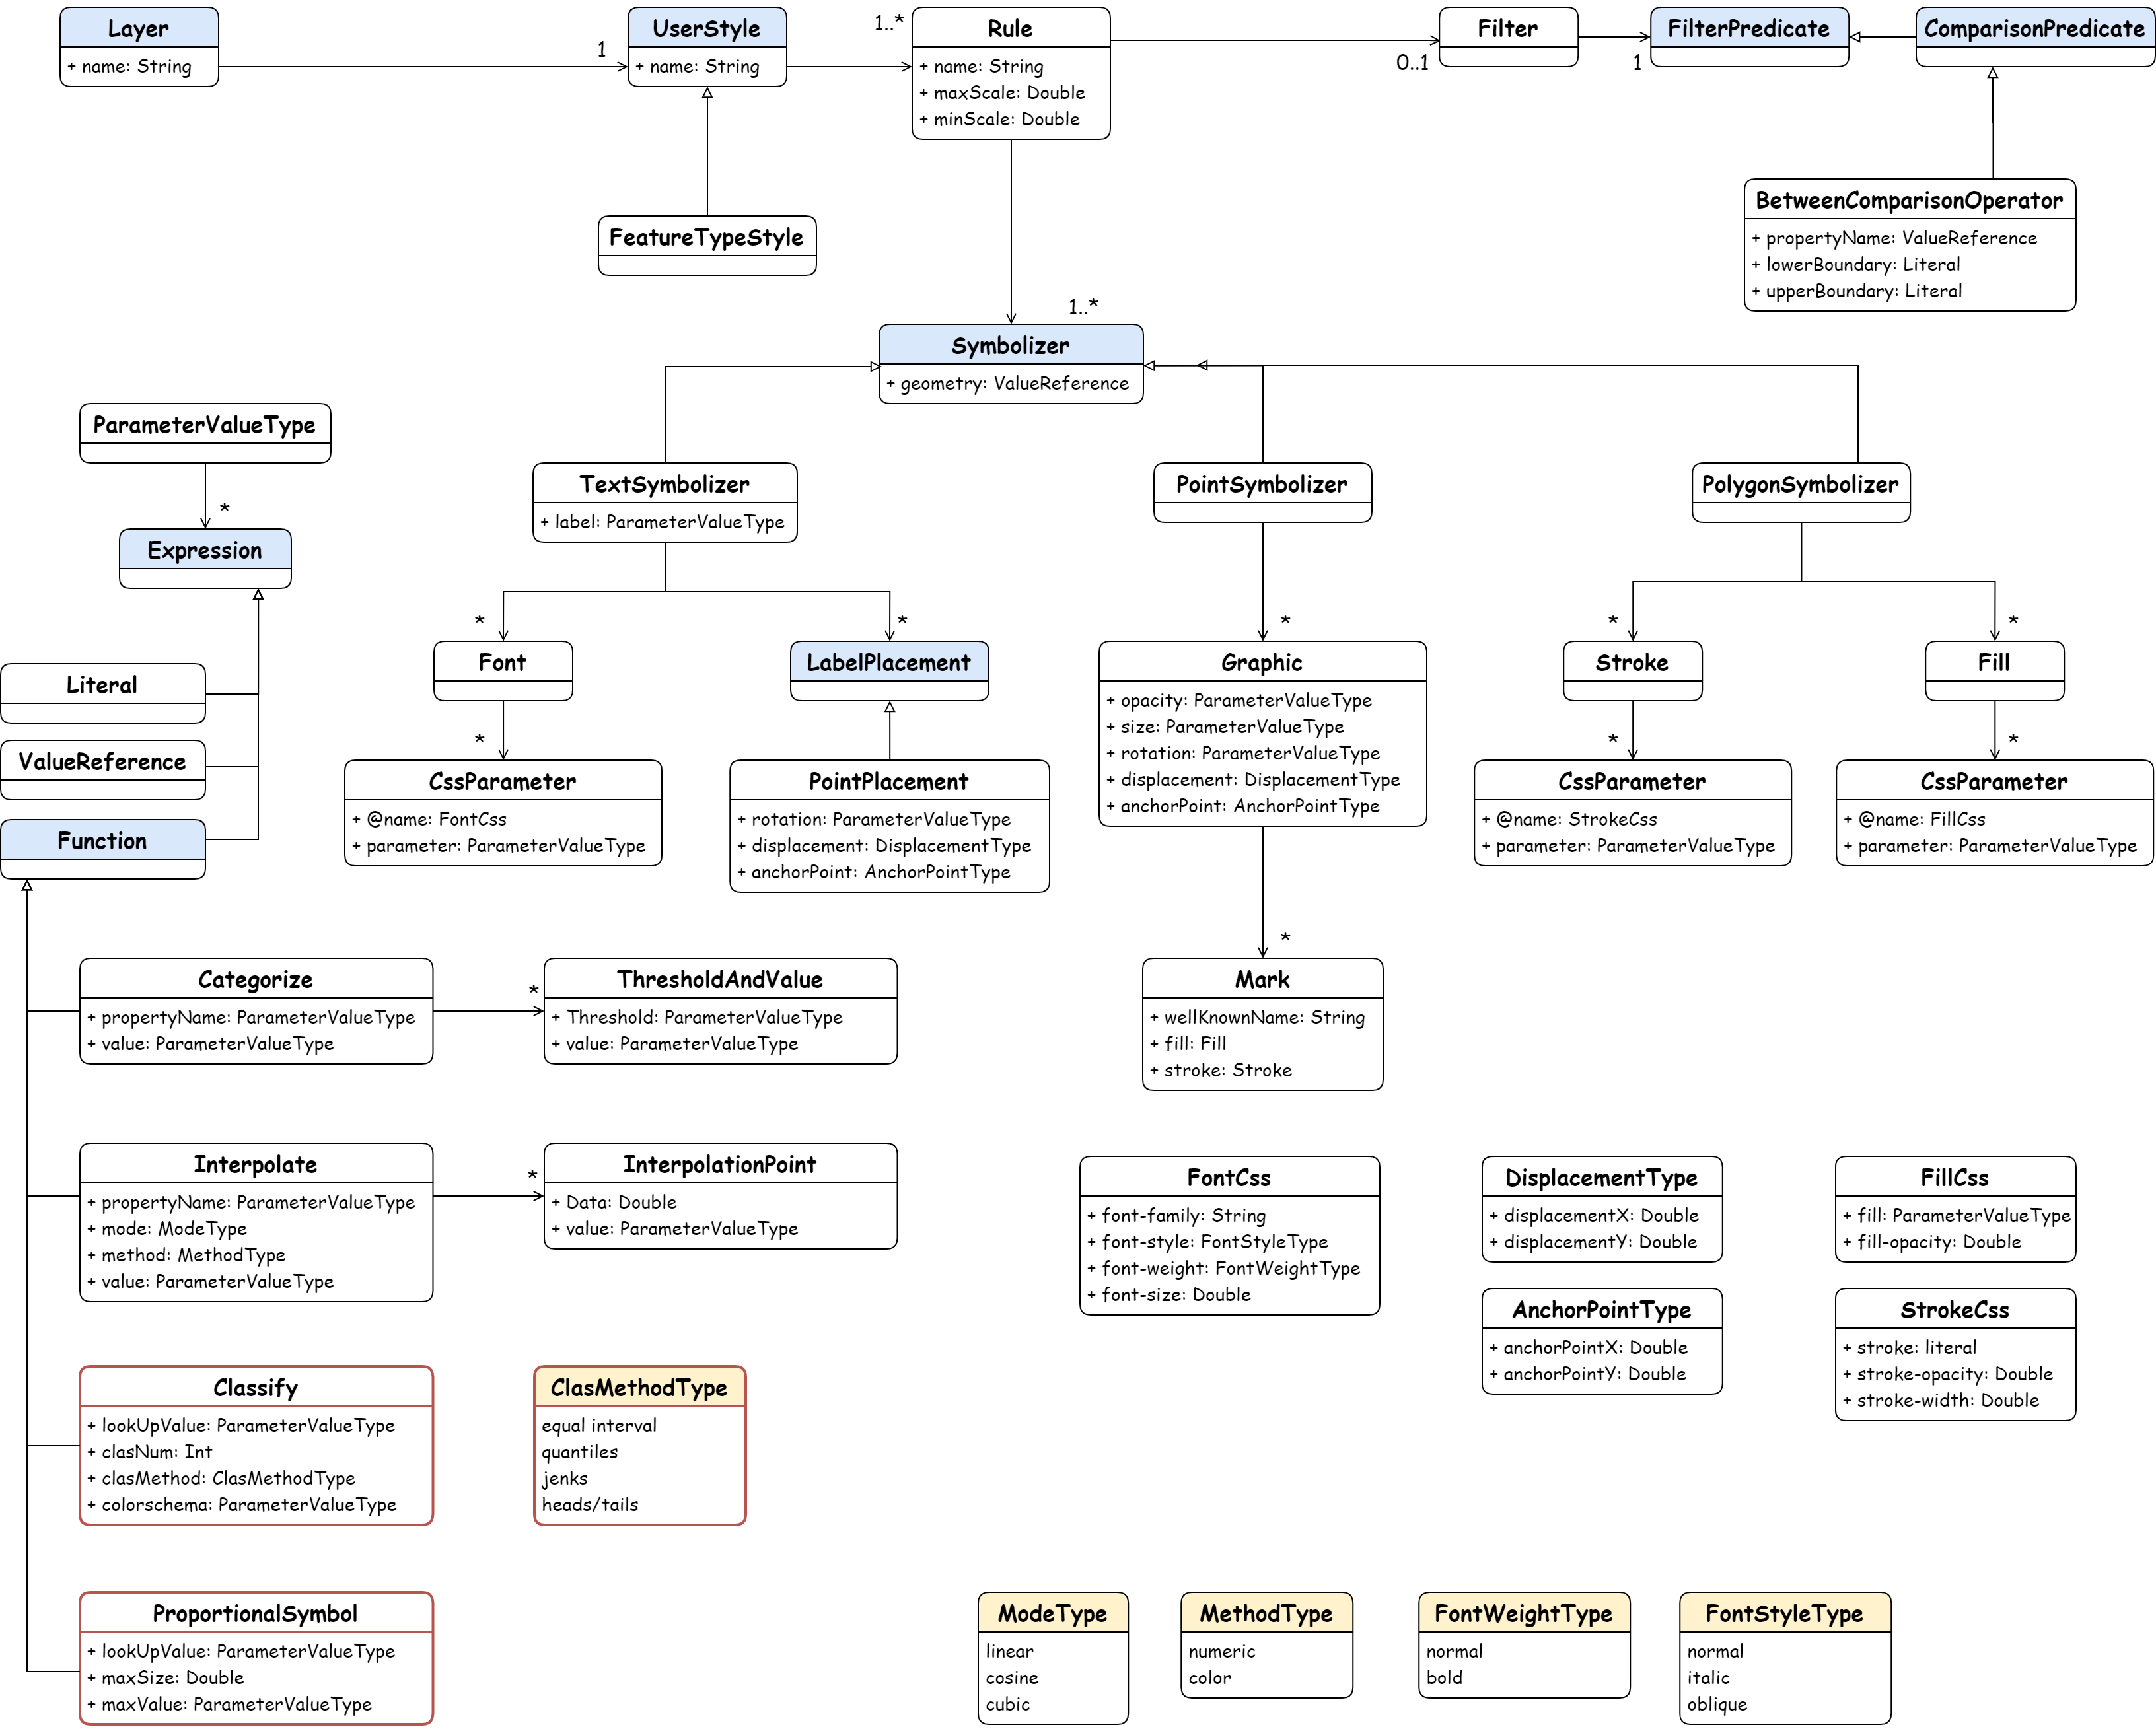 Layer
+ name: String
1
UserStyle
+ name: String
1..*
Rule
+ name: String
+ maxScale: Double
+ minScale: Double
0..1
Filter
1
FilterPredicate
ComparisonPredicate
FeatureTypeStyle
BetweenComparisonOperator
+ propertyName: ValueReference
+ lowerBoundary: Literal
+ upperBoundary: Literal
1..*
Symbolizer
+ geometry: ValueReference
ParameterValueType
*
Expression
Literal
ValueReference
Function
TextSymbolizer
+ label: ParameterValueType
*
*
Font
LabelPlacement
*
CssParameter
+ @name: FontCss
+ parameter: ParameterValueType
PointPlacement
+ rotation: ParameterValueType
+ displacement: DisplacementType
+ anchorPoint: AnchorPointType
PointSymbolizer
*
Graphic
+ opacity: ParameterValueType
+ size: ParameterValueType
+ rotation: ParameterValueType
+ displacement: DisplacementType
+ anchorPoint: AnchorPointType
*
Mark
+ wellKnownName: String
+ fill: Fill
+ stroke: Stroke
PolygonSymbolizer
*
*
Stroke
Fill
*
*
CssParameter
+ @name: StrokeCss
+ parameter: ParameterValueType
CssParameter
+ @name: FillCss
+ parameter: ParameterValueType
Categorize
+ propertyName: ParameterValueType
+ value: ParameterValueType
*
ThresholdAndValue
+ Threshold: ParameterValueType
+ value: ParameterValueType
Interpolate
+ propertyName: ParameterValueType
+ mode: ModeType
+ method: MethodType
+ value: ParameterValueType
*
InterpolationPoint
+ Data: Double
+ value: ParameterValueType
FontCss
+ font-family: String
+ font-style: FontStyleType
+ font-weight: FontWeightType
+ font-size: Double
DisplacementType
+ displacementX: Double
+ displacementY: Double
FillCss
+ fill: ParameterValueType
+ fill-opacity: Double
AnchorPointType
+ anchorPointX: Double
+ anchorPointY: Double
StrokeCss
+ stroke: literal
+ stroke-opacity: Double
+ stroke-width: Double
Classify
+ lookUpValue: ParameterValueType
+ clasNum: Int
+ clasMethod: ClasMethodType
+ colorschema: ParameterValueType
ClasMethodType
equal interval
quantiles
jenks
heads/tails
ProportionalSymbol
+ lookUpValue: ParameterValueType
+ maxSize: Double
+ maxValue: ParameterValueType
ModeType
linear
cosine
cubic
MethodType
numeric
color
FontWeightType
normal
bold
FontStyleType
normal
italic
oblique